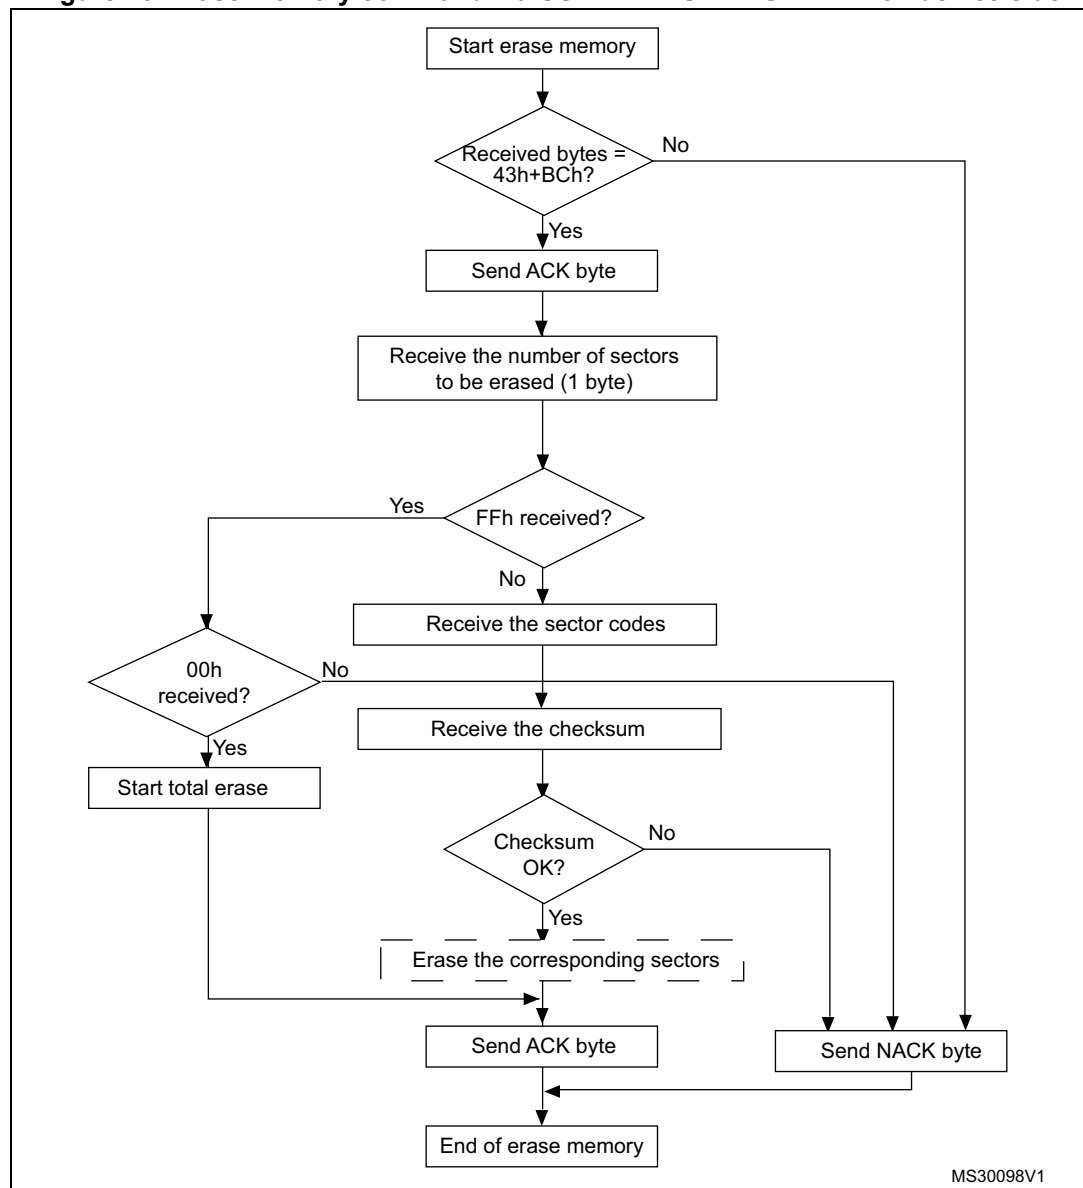 Start erase memory
Received bytes =
43h+BCh?
No
Yes
Send ACK byte
Receive the number of sectors
to be erased (1 byte)
Yes
FFh received?
No
Receive the sector codes
00h
received?
No
Receive the checksum
Yes
Start total erase
Checksum
OK?
No
Yes
Erase the corresponding sectors
Send ACK byte
Send NACK byte
End of erase memory
MS30098V1